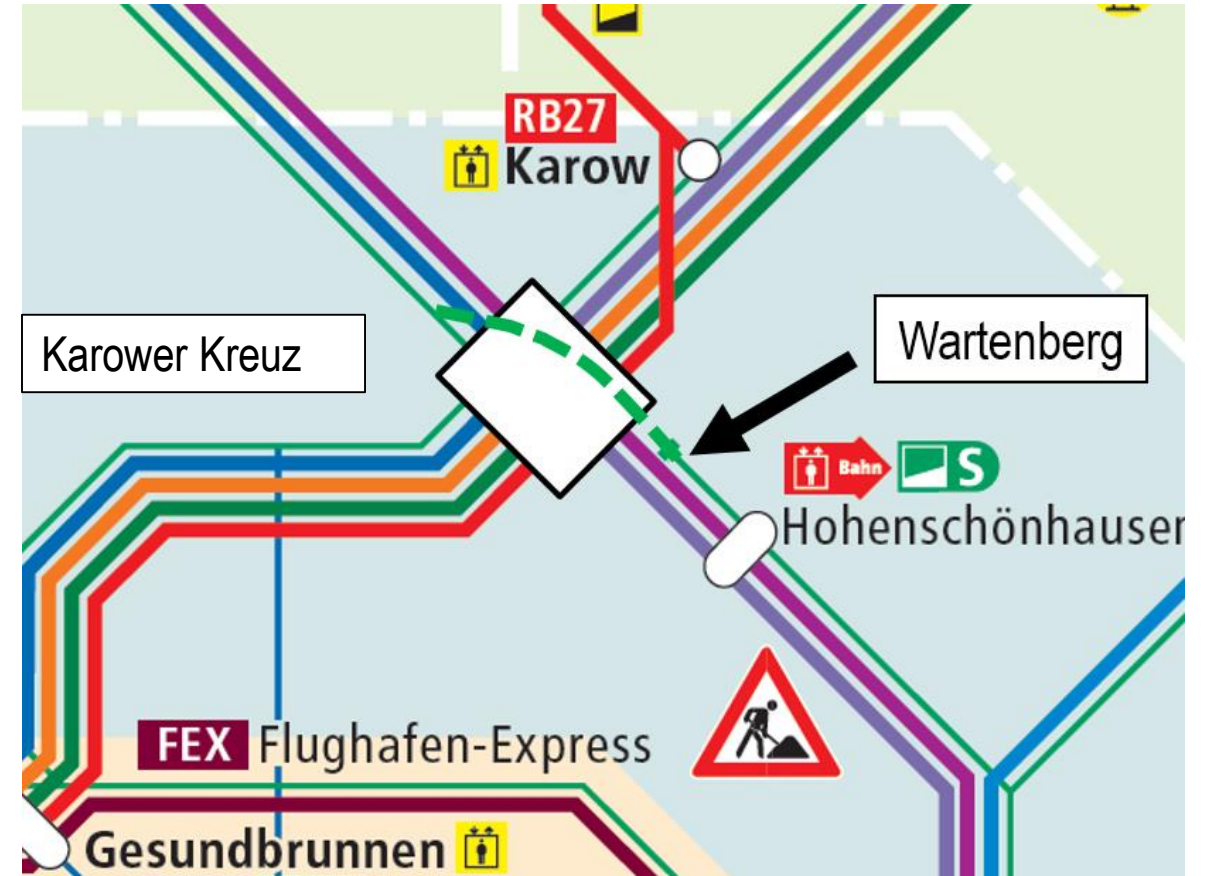 RB27
Karow
Karower Kreuz
Wartenberg
Bahn
S
Hohenschönhausen
FEX Flughafen-Express
Gesundbrunnen